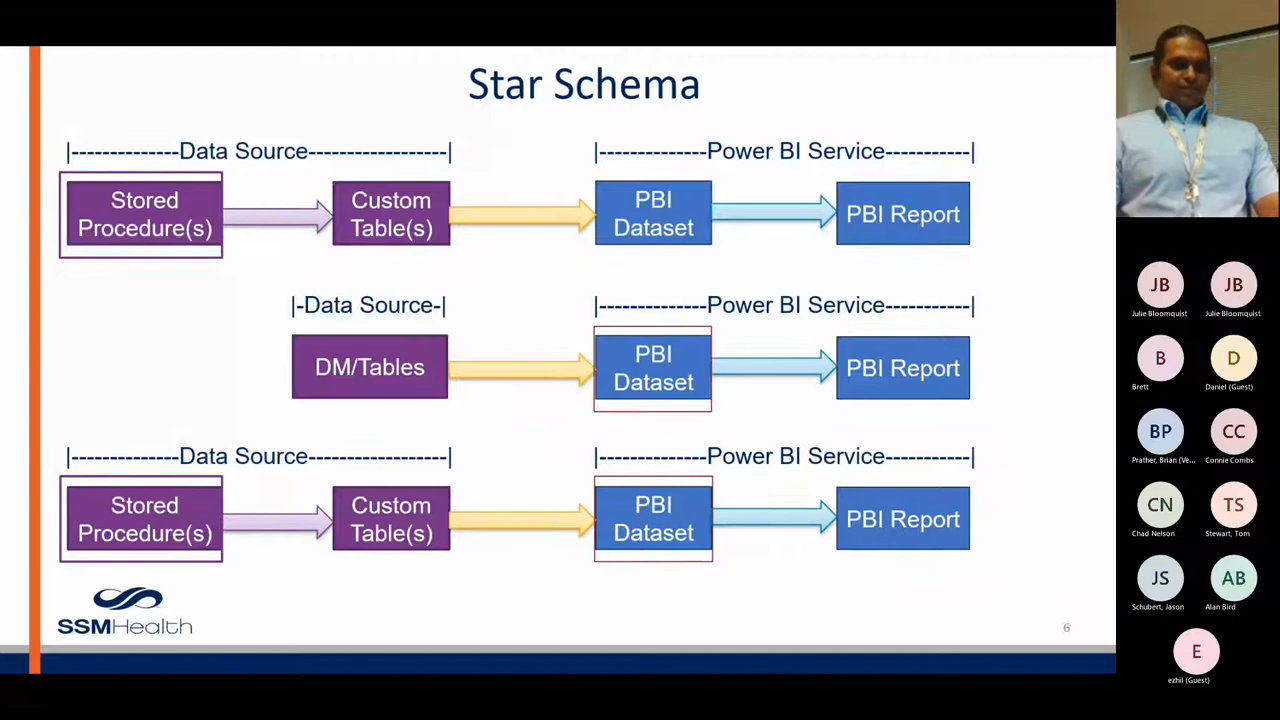 Star Schema
|--------------Data Source------------------|
|-------------Power BI Service-----------|
Stored
Procedure(s)
Custom
Table(s)
PBI
Dataset
PBI Report
|-Data Source-|
|-------------Power BI Service-----------|
DM/Tables
PBI
Dataset
PBI Report
|--------------Data Source------------------|
|-------------Power BI Service-----------|
Stored
Procedure(s)
Custom
Table(s)
PBI
Dataset
PBI Report
SSMHealth
6
JB
Julie Bloomquist
JB
Julie Bloomquist
B
Brett
D
Daniel (Guest)
BP
Prather, Brian (Ve...
CC
Connie Combs
CN
Chad Nelson
TS
Stewart, Tom
JS
Schubert, Jason
AB
Alan Bird
E
ezhil (Guest)